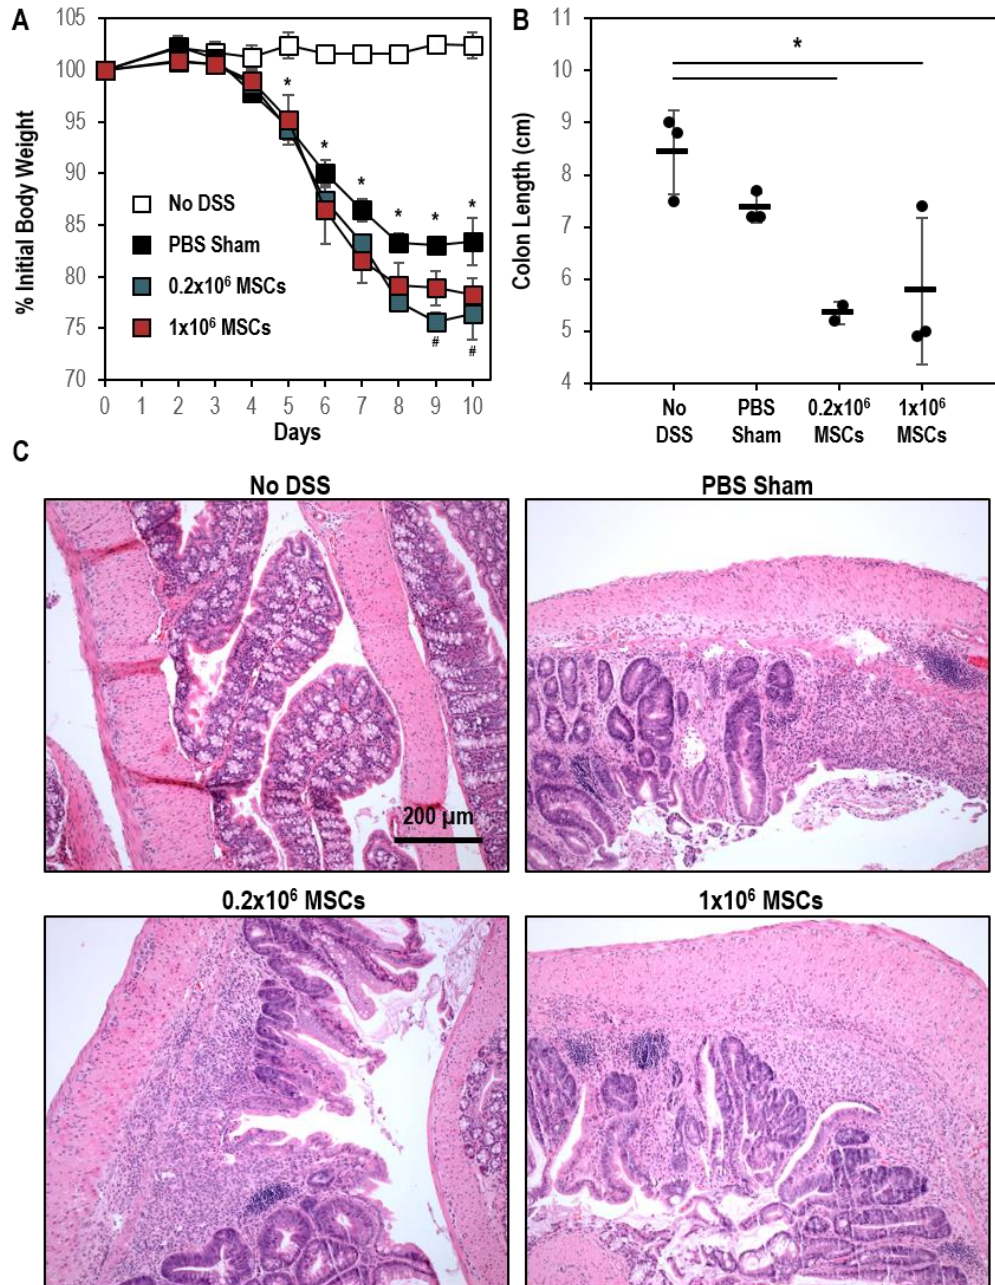 A
105
100
95
90
85
80
75
70
% Initial Body Weight
*
*
*
*
*
*
No DSS
PBS Sham
0.2x10⁶ MSCs
1x10⁶ MSCs
#
#
0 1 2 3 4 5 6 7 8 9 10
Days
B
11
10
9
8
7
6
5
4
Colon Length (cm)
*
No DSS
PBS Sham
0.2x10⁶ MSCs
1x10⁶ MSCs
C
No DSS
PBS Sham
200 µm
0.2x10⁶ MSCs
1x10⁶ MSCs